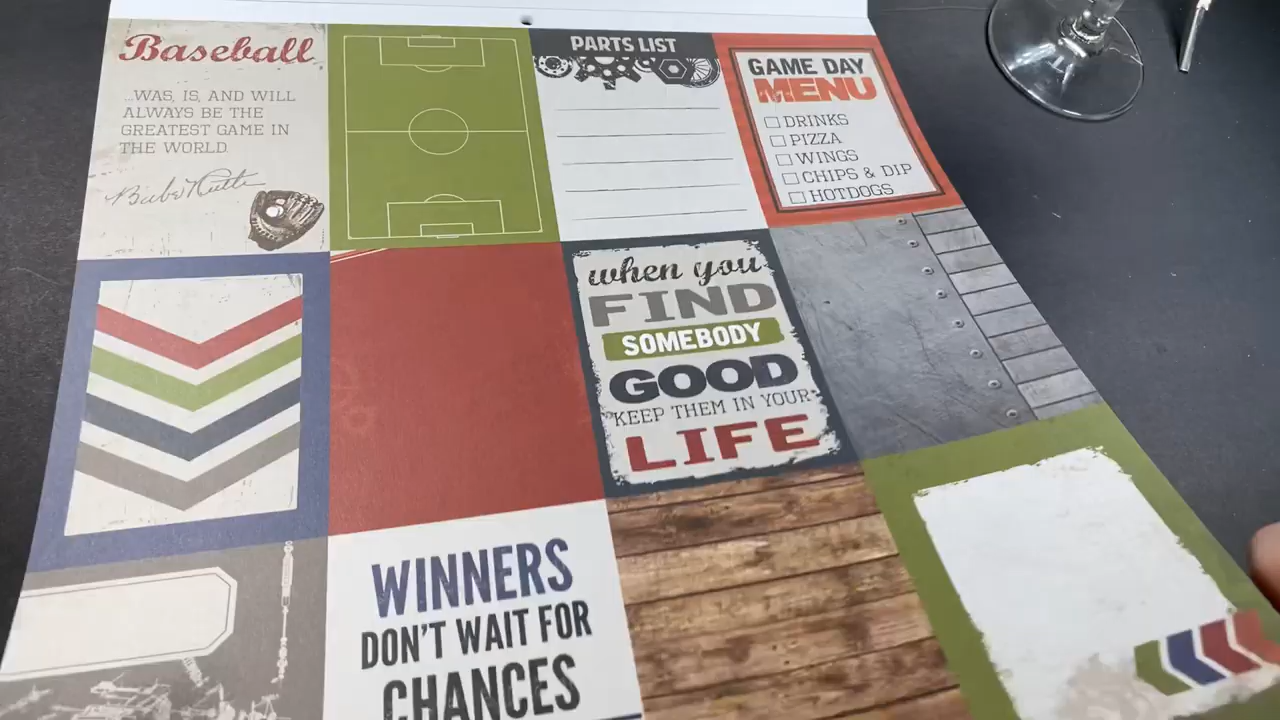 Baseball
...WAS, IS, AND WILL
ALWAYS BE THE
GREATEST GAME IN
THE WORLD.
Babe Ruth
PARTS LIST
GAME DAY
MENU
DRINKS
PIZZA
WINGS
CHIPS & DIP
HOTDOGS
when you
FIND
SOMEBODY
GOOD
KEEP THEM IN YOUR
LIFE
WINNERS
DON'T WAIT FOR
CHANCES